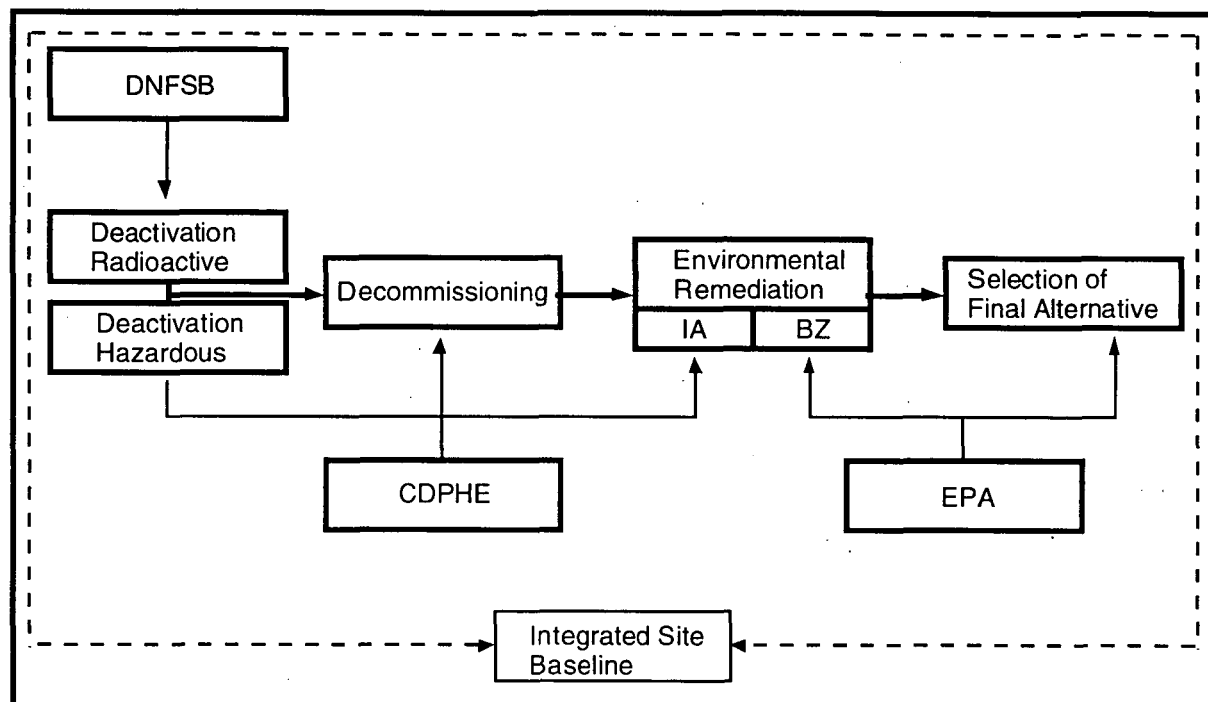 DNFSB
Deactivation
Radioactive
Deactivation
Hazardous
Decommissioning
Environmental
Remediation
IA
BZ
Selection of
Final Alternative
CDPHE
EPA
Integrated Site
Baseline